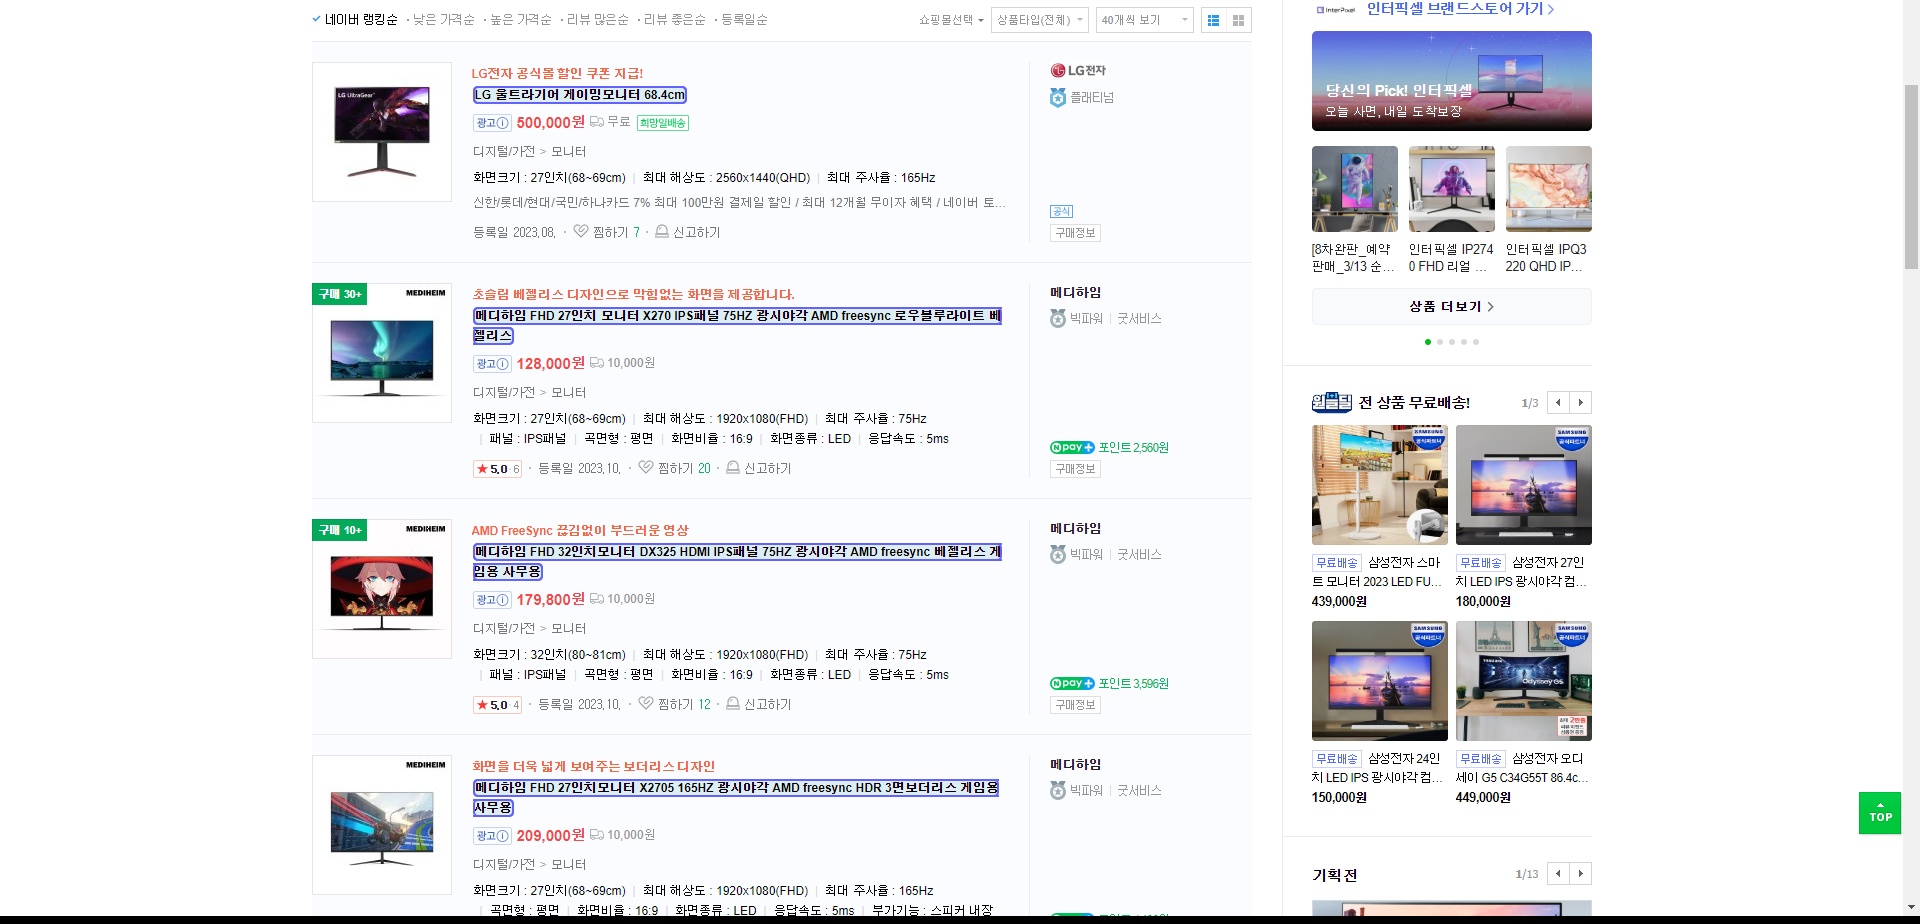 네이버 랭킹순 · 낮은 가격순 · 높은 가격순 · 리뷰 많은순 · 리뷰 좋은순 · 등록일순
쇼핑몰선택 상품타입(전체) 40개씩 보기
LG전자 공식몰 할인 쿠폰 지급!
LG 울트라기어 게이밍모니터 68.4cm
광고 500,000원 무료 희망일배송
디지털/가전 > 모니터
화면크기 : 27인치(68~69cm) | 최대 해상도 : 2560x1440(QHD) | 최대 주사율 : 165Hz
신한/롯데/현대/국민/하나카드 7% 최대 100만원 결제일 할인 / 최대 12개월 무이자 혜택 / 네이버 토...
등록일 2023.08. · 찜하기 7 · 신고하기
LG전자
플래티넘
공식
구매정보
구매 30+
MEDIHEIM
초슬림 베젤리스 디자인으로 막힘없는 화면을 제공합니다.
메디하임 FHD 27인치 모니터 X270 IPS패널 75HZ 광시야각 AMD freesync 로우블루라이트 베
젤리스
광고 128,000원 10,000원
디지털/가전 > 모니터
화면크기 : 27인치(68~69cm) | 최대 해상도 : 1920x1080(FHD) | 최대 주사율 : 75Hz
| 패널 : IPS패널 | 곡면형 : 평면 | 화면비율 : 16:9 | 화면종류 : LED | 응답속도 : 5ms
★ 5.0 · 6 · 등록일 2023.10. · 찜하기 20 · 신고하기
메디하임
빅파워 | 굿서비스
N pay+ 포인트 2,560원
구매정보
구매 10+
MEDIHEIM
AMD FreeSync 끊김없이 부드러운 영상
메디하임 FHD 32인치모니터 DX325 HDMI IPS패널 75HZ 광시야각 AMD freesync 베젤리스 게
임용 사무용
광고 179,800원 10,000원
디지털/가전 > 모니터
화면크기 : 32인치(80~81cm) | 최대 해상도 : 1920x1080(FHD) | 최대 주사율 : 75Hz
| 패널 : IPS패널 | 곡면형 : 평면 | 화면비율 : 16:9 | 화면종류 : LED | 응답속도 : 5ms
★ 5.0 · 4 · 등록일 2023.10. · 찜하기 12 · 신고하기
메디하임
빅파워 | 굿서비스
N pay+ 포인트 3,596원
구매정보
MEDIHEIM
화면을 더욱 넓게 보여주는 보더리스 디자인
메디하임 FHD 27인치모니터 X2705 165HZ 광시야각 AMD freesync HDR 3면보더리스 게임용
사무용
광고 209,000원 10,000원
디지털/가전 > 모니터
화면크기 : 27인치(68~69cm) | 최대 해상도 : 1920x1080(FHD) | 최대 주사율 : 165Hz
| 곡면형 : 평면 | 화면비율 : 16:9 | 화면종류 : LED | 응답속도 : 5ms | 부가기능 : 스피커 내장
메디하임
빅파워 | 굿서비스
InterPixel 인터픽셀 브랜드스토어 가기 >
당신의 Pick! 인터픽셀
오늘 사면, 내일 도착보장
[8차완판_예약
판매_3/13 순...
인터픽셀 IP274
0 FHD 리얼 ...
인터픽셀 IPQ3
220 QHD IP...
상품 더보기 >
전 상품 무료배송! 1/3
SAMSUNG
공식파트너
SAMSUNG
공식파트너
무료배송 삼성전자 스마
트 모니터 2023 LED FU...
439,000원
무료배송 삼성전자 27인
치 LED IPS 광시야각 컴...
180,000원
SAMSUNG
공식파트너
SAMSUNG
공식파트너
SAMSUNG
Odyssey G5
무료배송 삼성전자 24인
치 LED IPS 광시야각 컴...
150,000원
무료배송 삼성전자 오디
세이 G5 C34G55T 86.4c...
449,000원
TOP
기획전 1/13